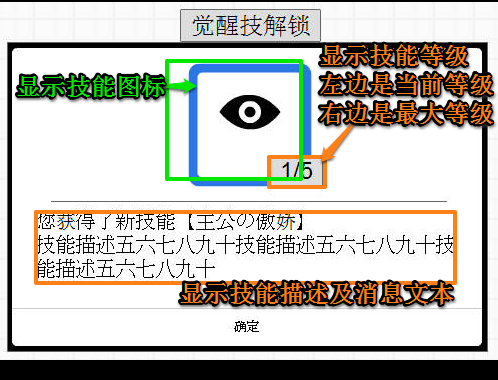 觉醒技解锁
显示技能等级
左边是当前等级
右边是最大等级
显示技能图标
1/5
您获得了新技能【主公の傲娇】
技能描述五六七八九十技能描述五六七八九十技
能描述五六七八九十
显示技能描述及消息文本
确定